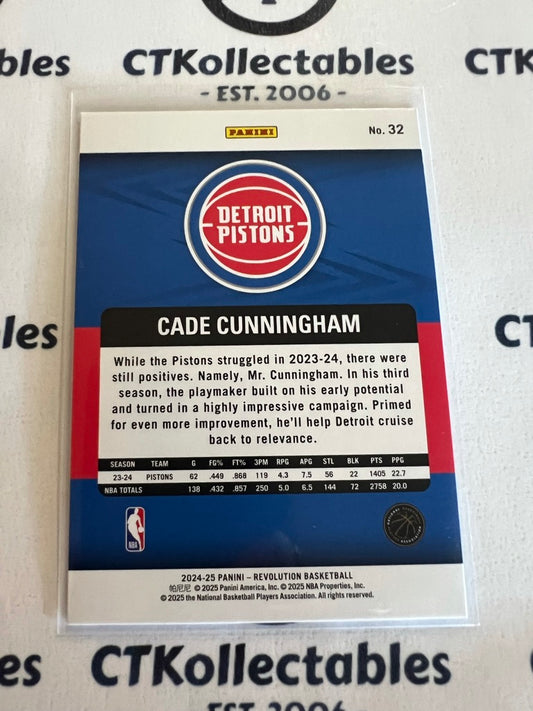 CTKollectables
- EST. 2006 -
bles
CTK
PANINI
No. 32
DETROIT
PISTONS
CADE CUNNINGHAM
While the Pistons struggled in 2023-24, there were
still positives. Namely, Mr. Cunningham. In his third
season, the playmaker built on his early potential
and turned in a highly impressive campaign. Primed
for even more improvement, he'll help Detroit cruise
back to relevance.
SEASON TEAM G FG% FT% 3PM RPG APG STL BLK PTS PPG
23-24 PISTONS 62 .449 .868 119 4.3 7.5 56 22 1405 22.7
NBA TOTALS 138 .432 .857 250 5.0 6.5 144 72 2758 20.0
NBA
2024-25 PANINI – REVOLUTION BASKETBALL
帕尼尼 © 2025 Panini America, Inc. © 2025 NBA Properties, Inc.
© 2025 the National Basketball Players Association. All rights reserved.
les
CT
CTKollectables
EST. 2006